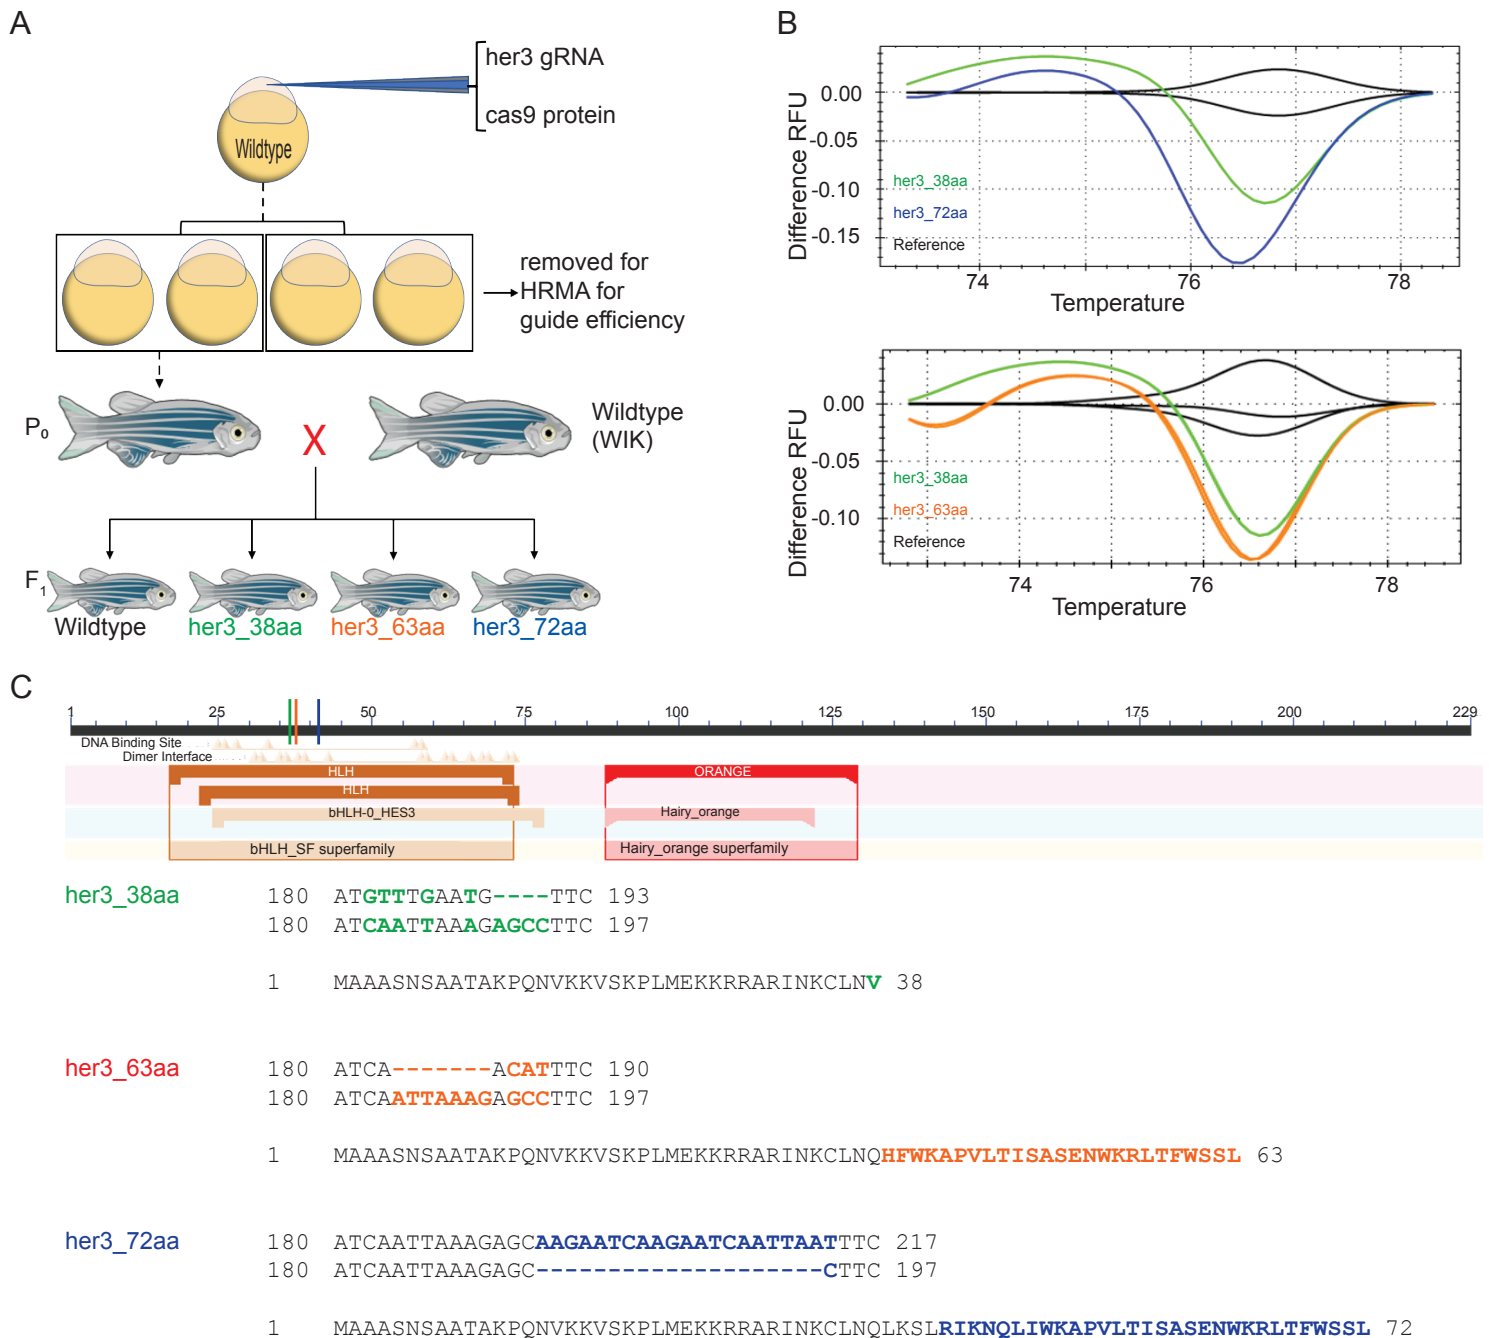 A
her3 gRNA
cas9 protein
Wildtype
removed for
HRMA for
guide efficiency
P0
X
Wildtype
(WIK)
F1
Wildtype her3_38aa her3_63aa her3_72aa
B
Difference RFU
0.00
-0.05
-0.10
-0.15
her3_38aa
her3_72aa
Reference
74 76 78
Temperature
Difference RFU
0.00
-0.05
-0.10
her3_38aa
her3_63aa
Reference
74 76 78
Temperature
C
1 25 50 75 100 125 150 175 200 229
DNA Binding Site
Dimer Interface
HLH ORANGE
HLH
bHLH-0_HES3 Hairy_orange
bHLH_SF superfamily Hairy_orange superfamily
her3_38aa 180 ATGTTTGAATG----TTC 193
180 ATCAATTAAAGAGCCTTC 197
1 MAAASNSAATAKPQNVKKVSKPLMEKKRRARINKCLNV 38
her3_63aa 180 ATCA-------ACATTTC 190
180 ATCAATTAAAGAGCCTTC 197
1 MAAASNSAATAKPQNVKKVSKPLMEKKRRARINKCLNQHFWKAPVLTISASENWKRLTFWSSL 63
her3_72aa 180 ATCAATTAAAGAGCAAGAATCAAGAATCAATTAATTTC 217
180 ATCAATTAAAGAGC--------------------CTTC 197
1 MAAASNSAATAKPQNVKKVSKPLMEKKRRARINKCLNQLKSLRIKNQLIWKAPVLTISASENWKRLTFWSSL 72